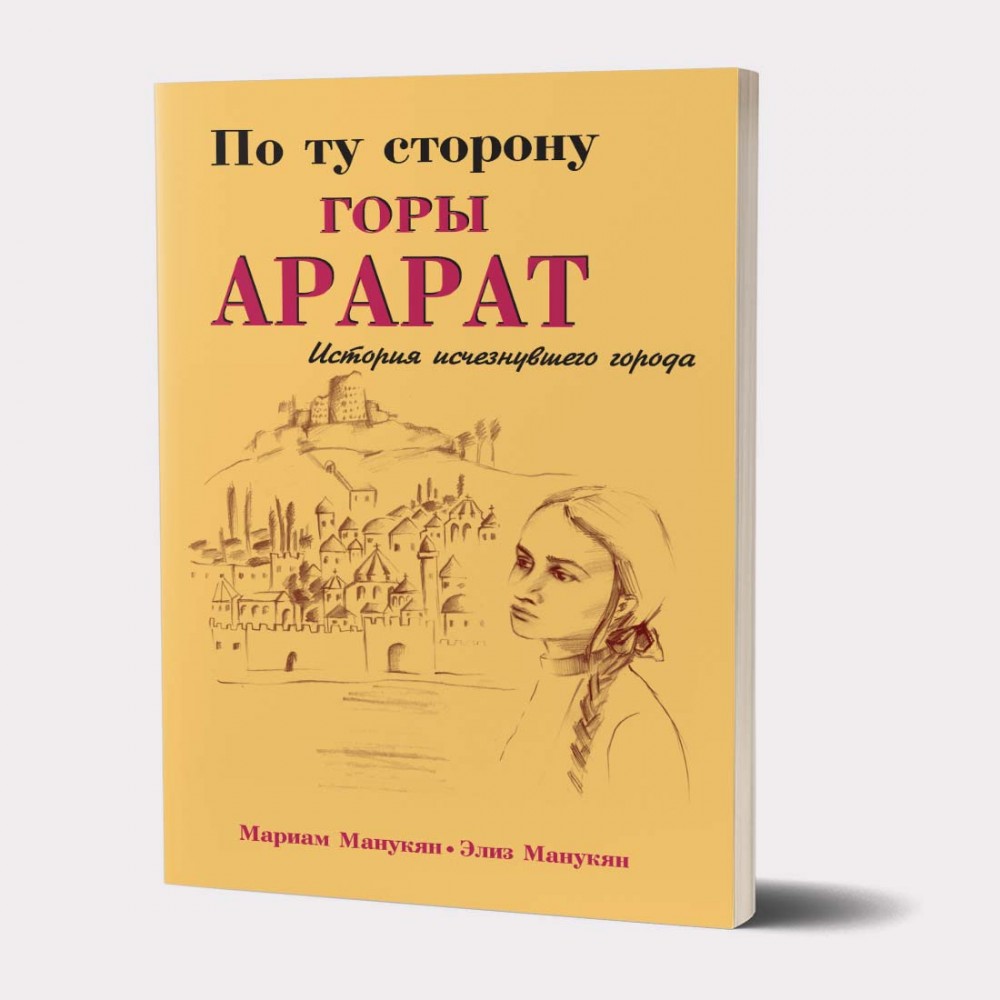 По ту сторону
ГОРЫ
АРАРАТ
История исчезнувшего города
Мариам Манукян • Элиз Манукян